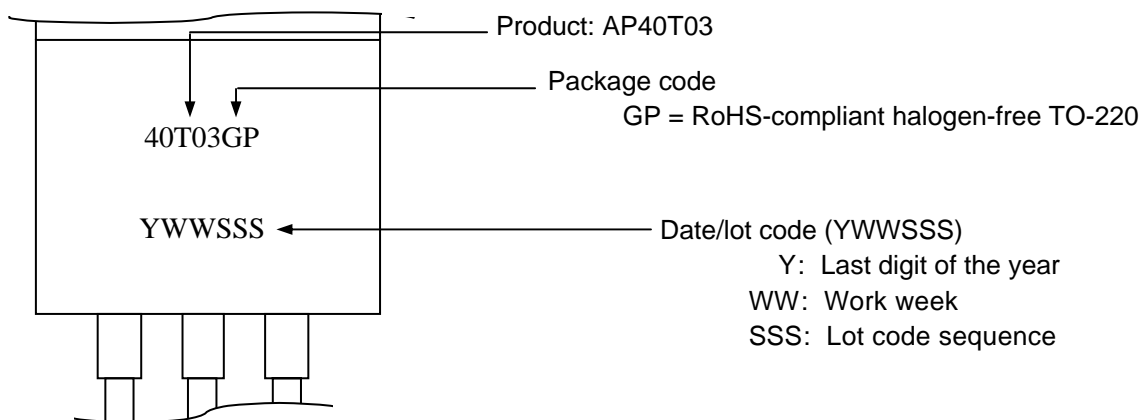 Product: AP40T03
Package code
GP = RoHS-compliant halogen-free TO-220
40T03GP
YWWSSS
Date/lot code (YWWSSS)
Y: Last digit of the year
WW: Work week
SSS: Lot code sequence